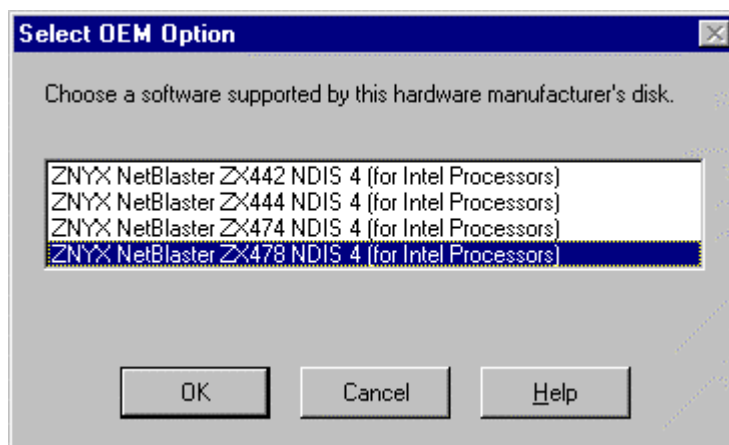 Select OEM Option
Choose a software supported by this hardware manufacturer's disk.
ZNYX NetBlaster ZX442 NDIS 4 (for Intel Processors)
ZNYX NetBlaster ZX444 NDIS 4 (for Intel Processors)
ZNYX NetBlaster ZX474 NDIS 4 (for Intel Processors)
ZNYX NetBlaster ZX478 NDIS 4 (for Intel Processors)
OK Cancel Help